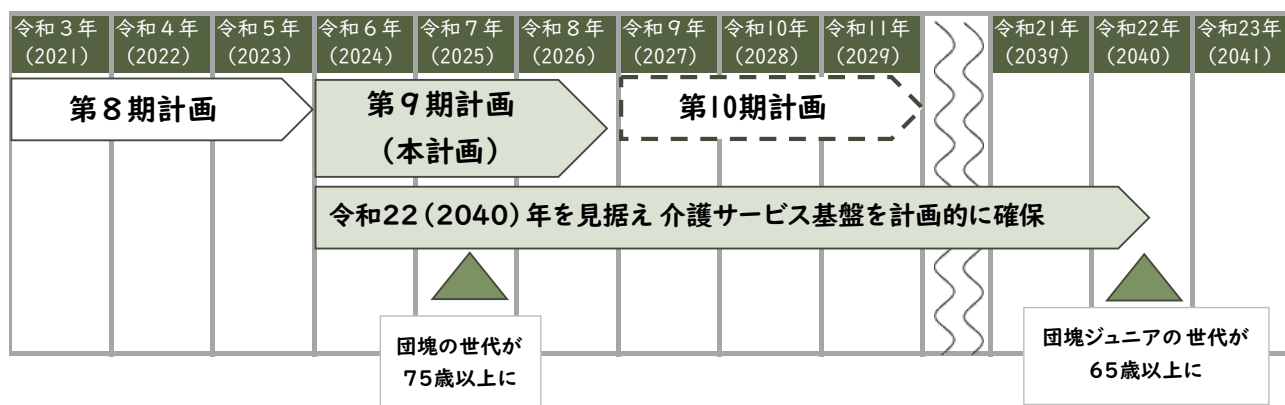 令和3年 令和4年 令和5年 令和6年 令和7年 令和8年 令和9年 令和10年 令和11年 令和21年 令和22年 令和23年
(2021) (2022) (2023) (2024) (2025) (2026) (2027) (2028) (2029) (2039) (2040) (2041)
第8期計画
第9期計画
(本計画)
第10期計画
令和22(2040)年を見据え 介護サービス基盤を計画的に確保
団塊の世代が
75歳以上に
団塊ジュニアの世代が
65歳以上に